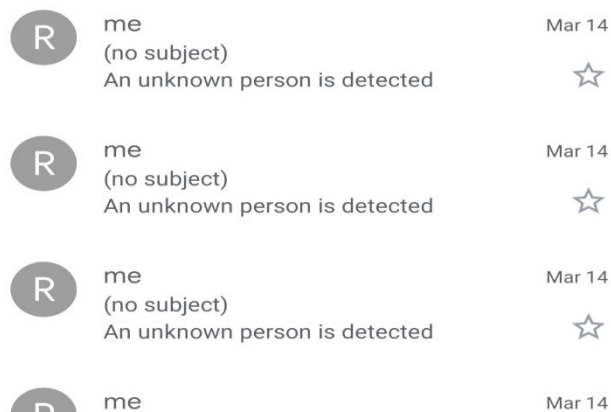 R
me
Mar 14
(no subject)
An unknown person is detected
R
me
Mar 14
(no subject)
An unknown person is detected
R
me
Mar 14
(no subject)
An unknown person is detected
R
me
Mar 14